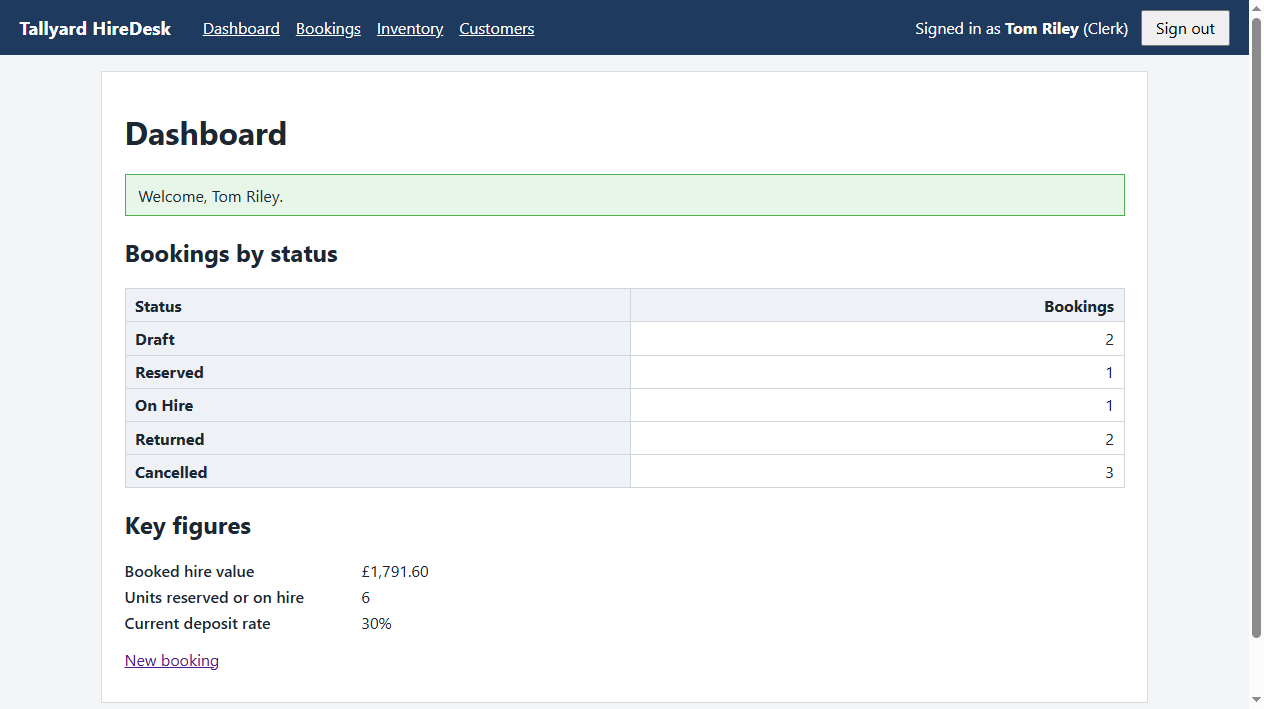 Tallyard HireDesk Dashboard Bookings Inventory Customers Signed in as Tom Riley (Clerk) Sign out
Dashboard
Welcome, Tom Riley.
Bookings by status
Status Bookings
Draft 2
Reserved 1
On Hire 1
Returned 2
Cancelled 3
Key figures
Booked hire value £1,791.60
Units reserved or on hire 6
Current deposit rate 30%
New booking